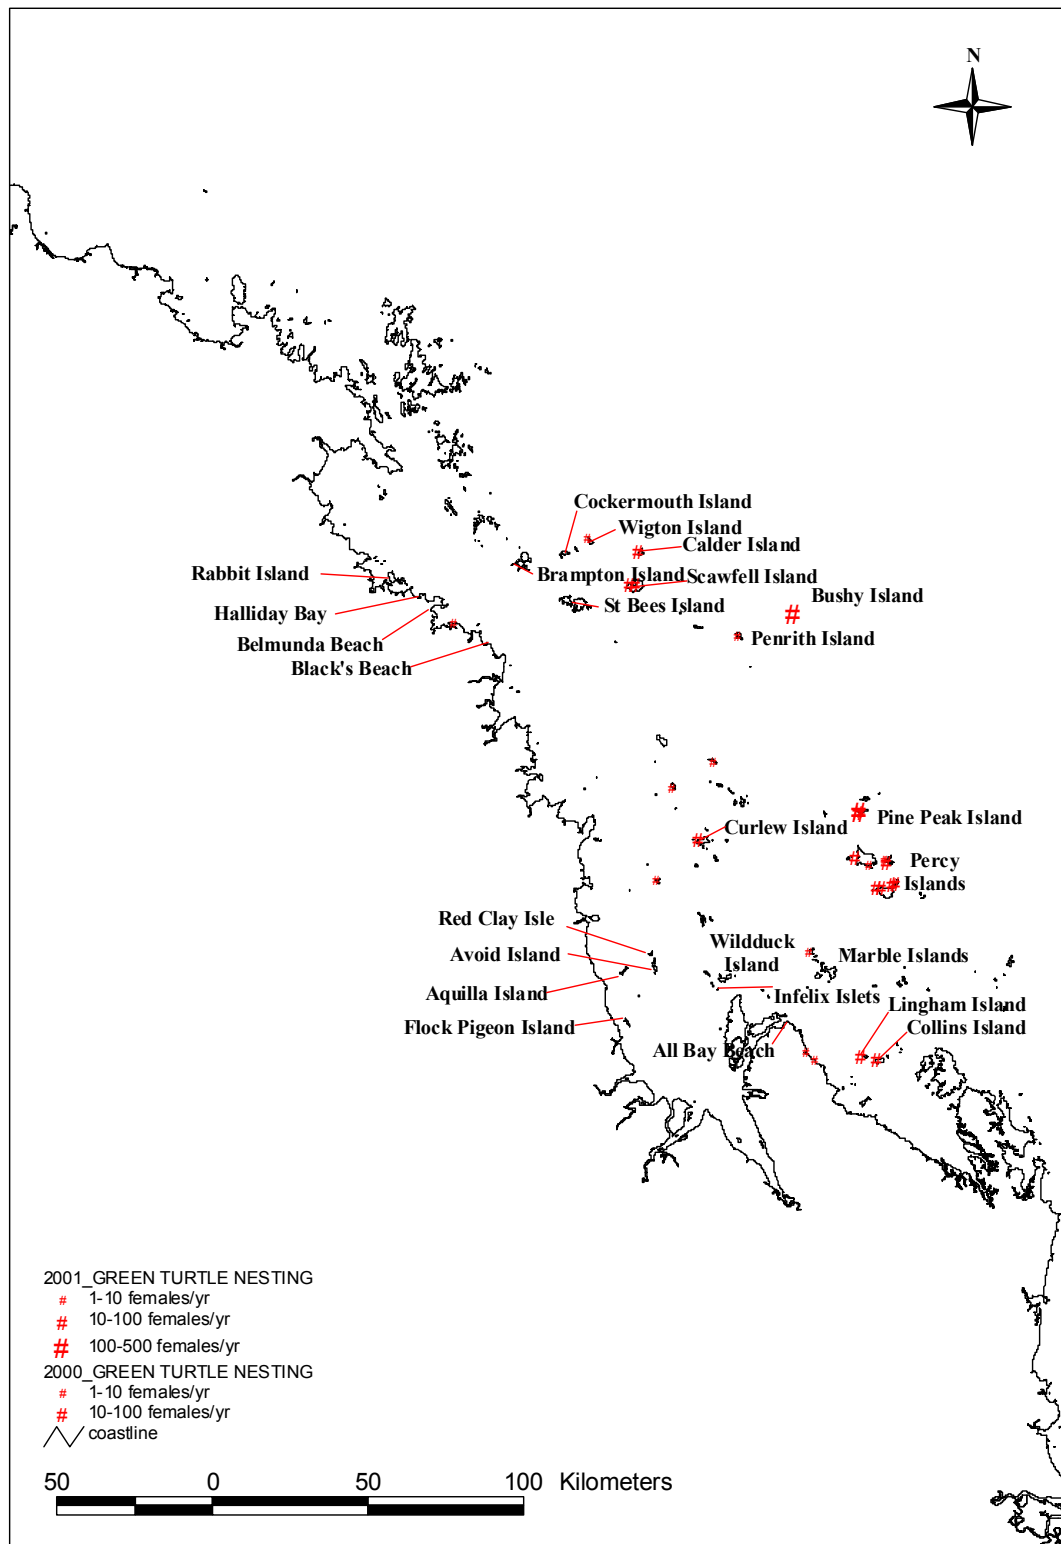 N
Cockermouth Island
Wigton Island
Calder Island
Rabbit Island
Brampton Island
Scawfell Island
Halliday Bay
St Bees Island
Bushy Island
Belmunda Beach
Penrith Island
Black's Beach
Pine Peak Island
Curlew Island
Percy
Islands
Red Clay Isle
Wildduck
Island
Avoid Island
Marble Islands
Aquilla Island
Infelix Islets
Lingham Island
Flock Pigeon Island
Collins Island
All Bay Beach
2001_GREEN TURTLE NESTING
# 1-10 females/yr
# 10-100 females/yr
# 100-500 females/yr
2000_GREEN TURTLE NESTING
# 1-10 females/yr
# 10-100 females/yr
coastline
50 0 50 100 Kilometers